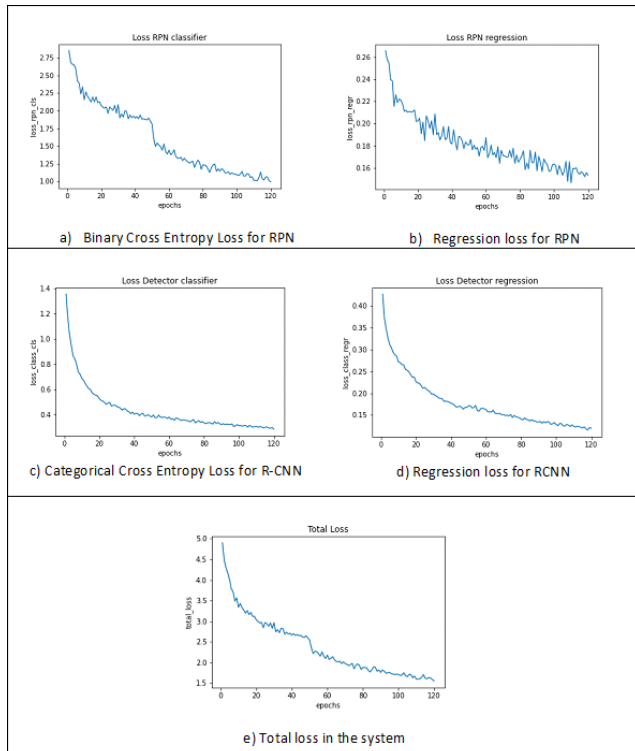 Loss RPN classifier
loss_rpn_cls
2.75
2.50
2.25
2.00
1.75
1.50
1.25
1.00
0 20 40 60 80 100 120
epochs
a) Binary Cross Entropy Loss for RPN
Loss RPN regression
loss_rpn_regr
0.26
0.24
0.22
0.20
0.18
0.16
0 20 40 60 80 100 120
epochs
b) Regression loss for RPN
Loss Detector classifier
loss_class_cls
1.4
1.2
1.0
0.8
0.6
0.4
0 20 40 60 80 100 120
epochs
c) Categorical Cross Entropy Loss for R-CNN
Loss Detector regression
loss_class_regr
0.40
0.35
0.30
0.25
0.20
0.15
0 20 40 60 80 100 120
epochs
d) Regression loss for RCNN
Total Loss
total_loss
5.0
4.5
4.0
3.5
3.0
2.5
2.0
1.5
0 20 40 60 80 100 120
epochs
e) Total loss in the system